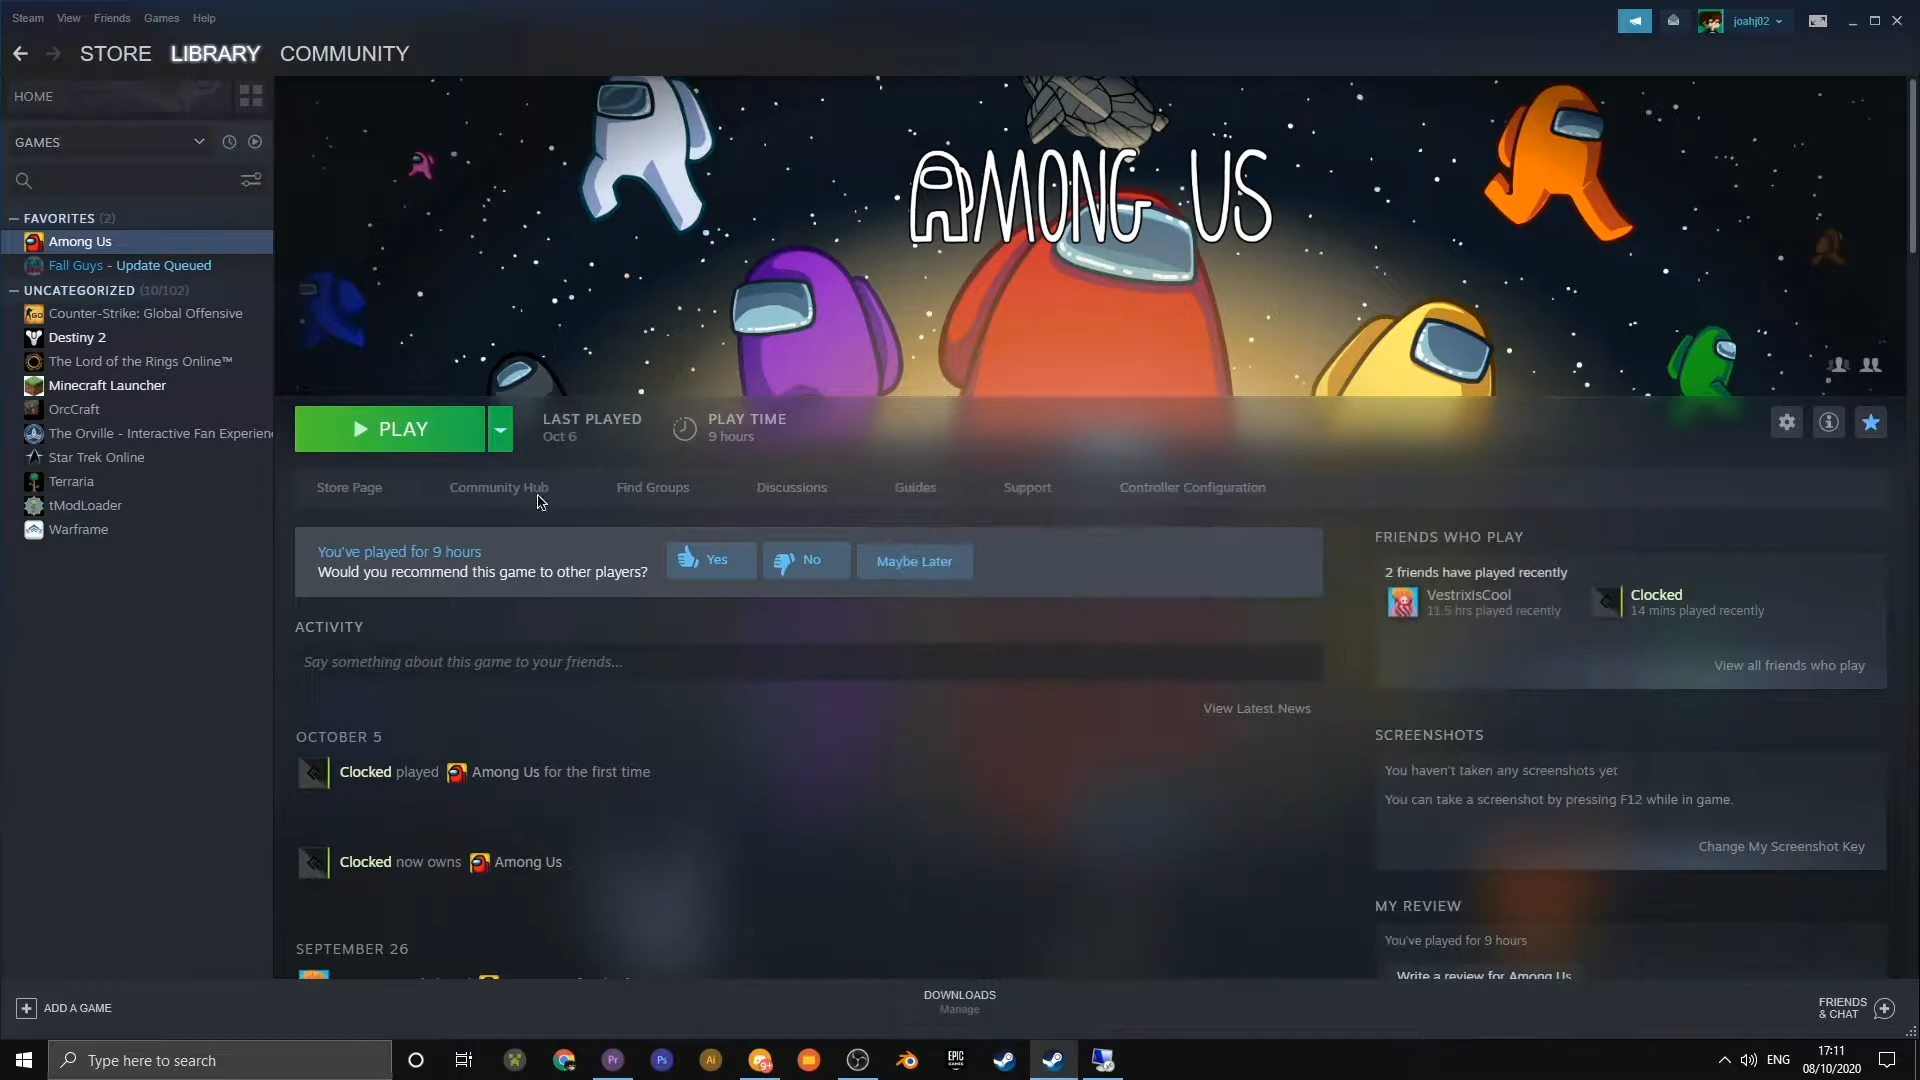 Steam View Friends Games Help
joahj02
STORE LIBRARY COMMUNITY
HOME
GAMES
FAVORITES (2)
Among Us
Fall Guys - Update Queued
UNCATEGORIZED (10/102)
Counter-Strike: Global Offensive
Destiny 2
The Lord of the Rings Online™
Minecraft Launcher
OrcCraft
The Orville - Interactive Fan Experien
Star Trek Online
Terraria
tModLoader
Warframe
AMONG US
PLAY
LAST PLAYED
Oct 6
PLAY TIME
9 hours
Store Page Community Hub Find Groups Discussions Guides Support Controller Configuration
You've played for 9 hours
Would you recommend this game to other players?
Yes No Maybe Later
ACTIVITY
Say something about this game to your friends...
View Latest News
OCTOBER 5
Clocked played Among Us for the first time
Clocked now owns Among Us
SEPTEMBER 26
FRIENDS WHO PLAY
2 friends have played recently
VestrixIsCool
11.5 hrs played recently
Clocked
14 mins played recently
View all friends who play
SCREENSHOTS
You haven't taken any screenshots yet
You can take a screenshot by pressing F12 while in game.
Change My Screenshot Key
MY REVIEW
You've played for 9 hours
Write a review for Among Us
ADD A GAME
DOWNLOADS
Manage
FRIENDS
& CHAT
Type here to search
Pr Ps Ai 9+ EPIC GAMES
ENG
17:11
08/10/2020